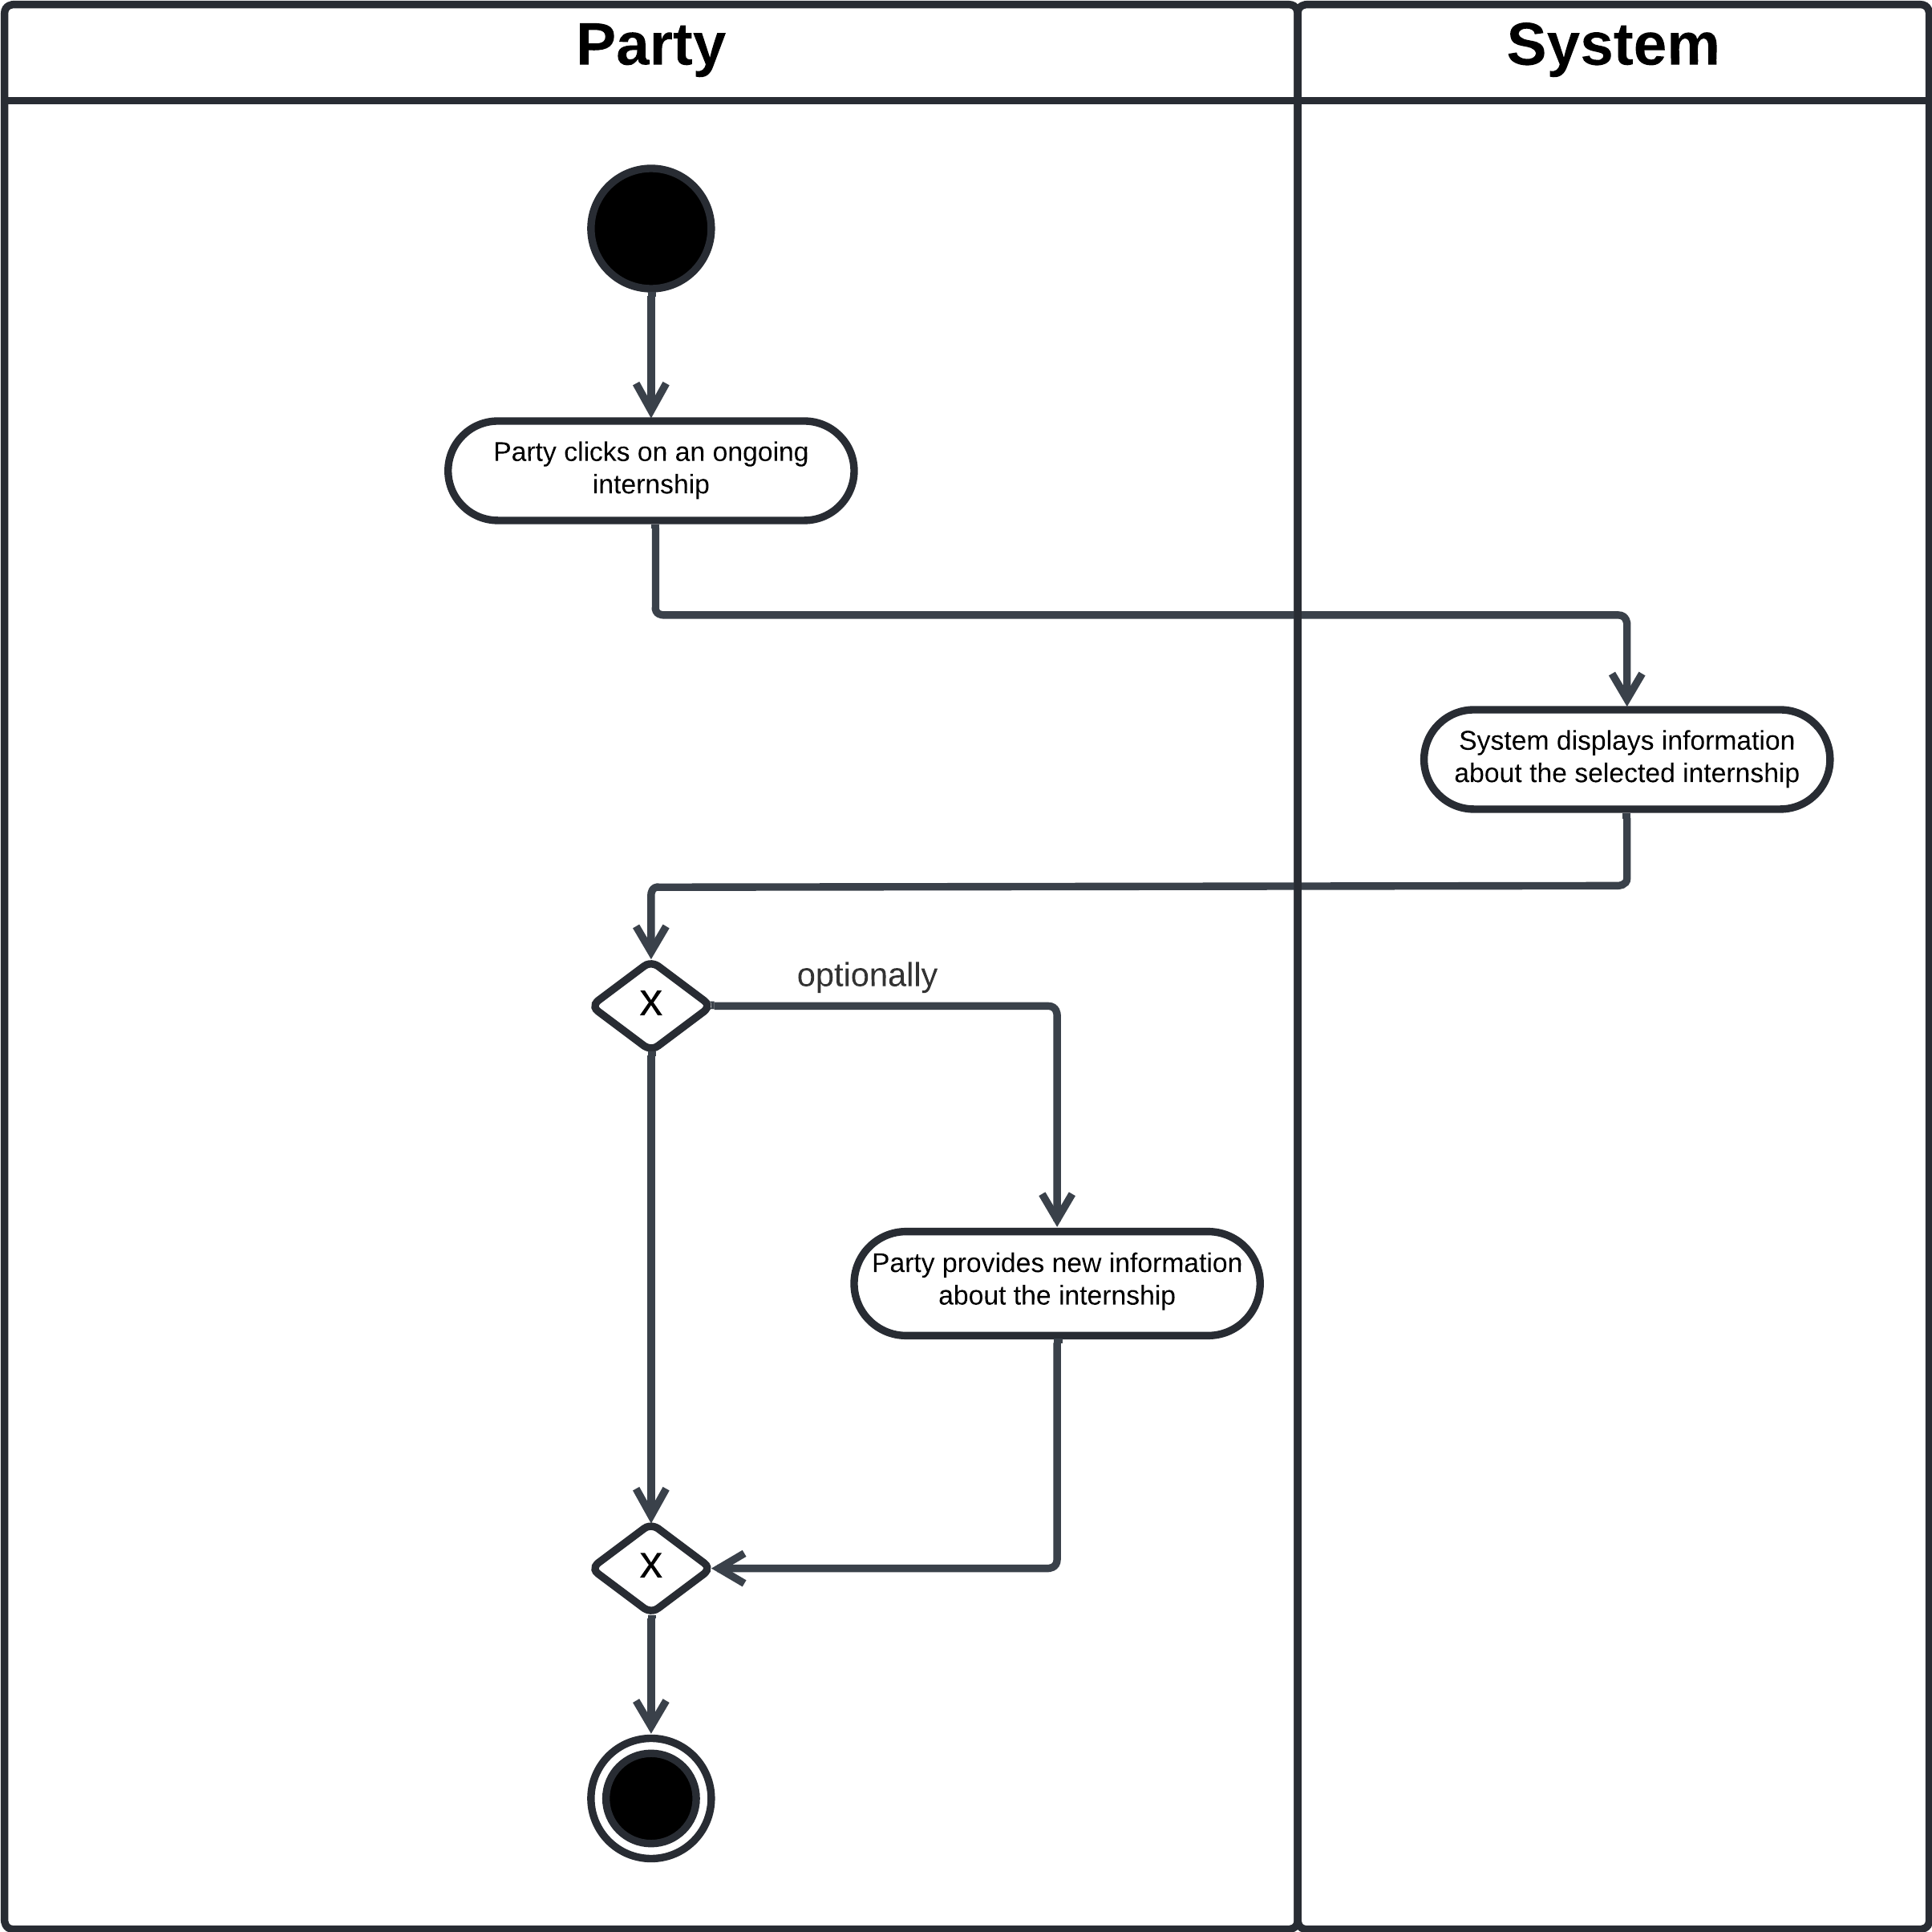 Party
System
Party clicks on an ongoing
internship
System displays information
about the selected internship
X
optionally
Party provides new information
about the internship
X